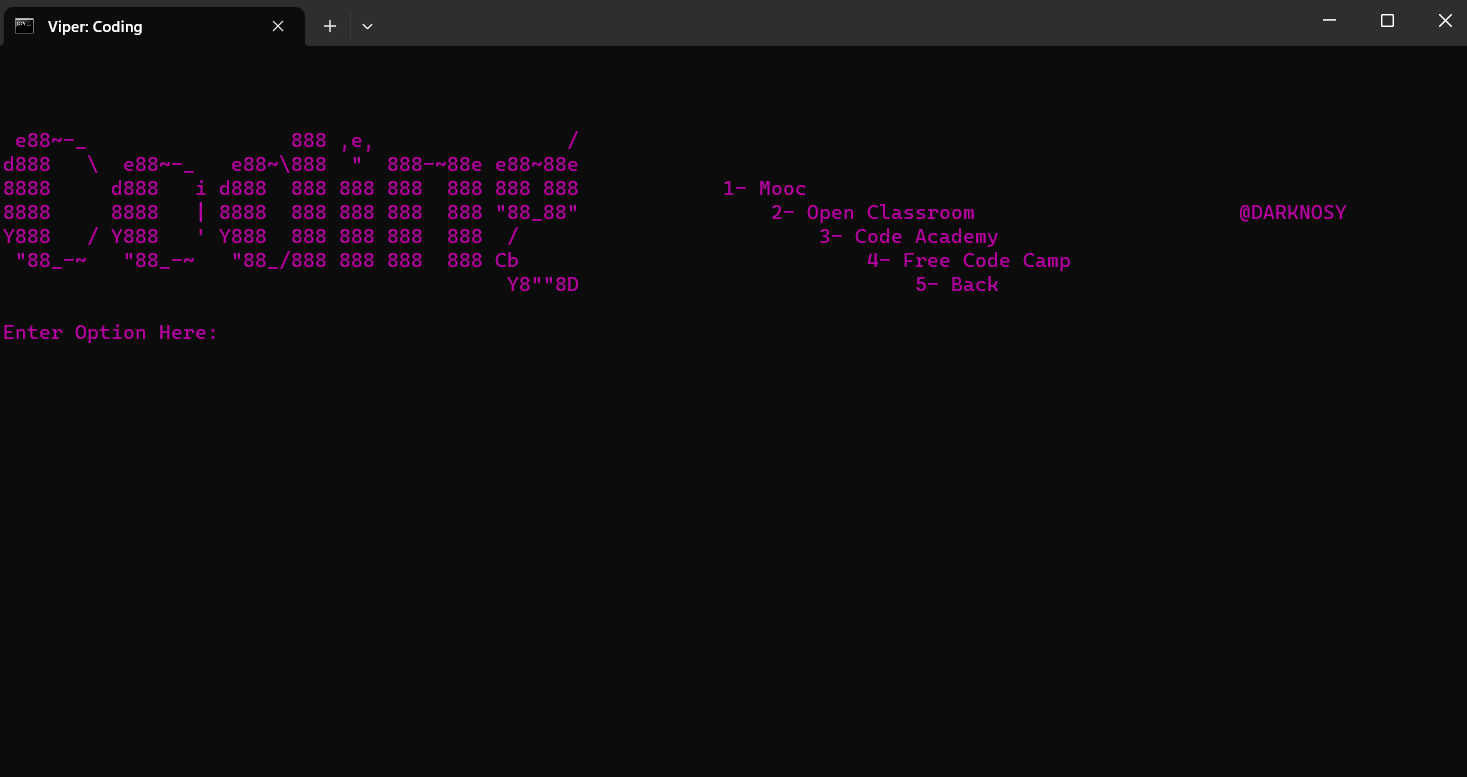 Viper: Coding
 e88~-_                 888 ,e,                /
d888   \  e88~-_   e88~\888  "  888-~88e e88~88e
8888     d888   i d888  888 888 888  888 888 888            1- Mooc
8888     8888   | 8888  888 888 888  888 "88_88"                2- Open Classroom                      @DARKNOSY
Y888   / Y888   ' Y888  888 888 888  888  /                         3- Code Academy
 "88_-~   "88_-~   "88_/888 888 888  888 Cb                             4- Free Code Camp
                                          Y8""8D                            5- Back
Enter Option Here: